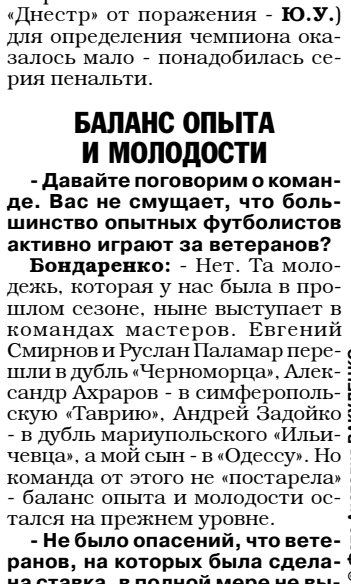 «Днестр» от поражения - Ю.У.)
для определения чемпиона ока-
залось мало - понадобилась се-
рия пенальти.
БАЛАНС ОПЫТА
И МОЛОДОСТИ
- Давайте поговорим о коман-
де. Вас не смущает, что боль-
шинство опытных футболистов
активно играют за ветеранов?
Бондаренко: - Нет. Та моло-
дежь, которая у нас была в про-
шлом сезоне, ныне выступает в
командах мастеров. Евгений
Смирнов и Руслан Паламар пере-
шли в дубль «Черноморца», Алек-
сандр Ахраров - в симферополь-
скую «Таврию», Андрей Задойко
- в дубль мариупольского «Ильи-
чевца», а мой сын - в «Одессу». Но
команда от этого не «постарела»
- баланс опыта и молодости ос-
тался на прежнем уровне.
- Не было опасений, что вете-
ранов, на которых была сдела-
на ставка, в полной мере не вы-